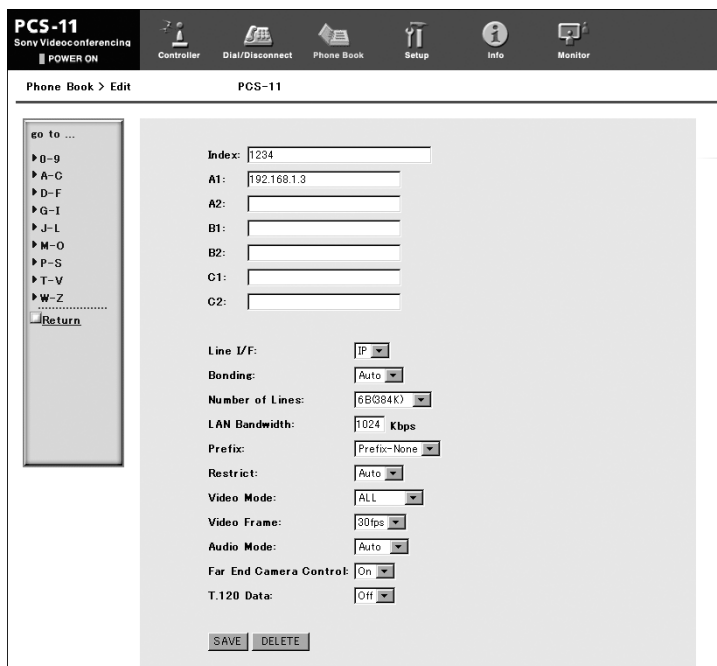 PCS-11
Sony Videoconferencing
POWER ON
Controller
Dial/Disconnect
Phone Book
Setup
Info
Monitor
Phone Book > Edit
PCS-11
go to ...
0-9
A-C
D-F
G-I
J-L
M-O
P-S
T-V
W-Z
Return
Index: 1234
A1: 192.168.1.3
A2:
B1:
B2:
C1:
C2:
Line I/F: IP
Bonding: Auto
Number of Lines: 6B(384K)
LAN Bandwidth: 1024 Kbps
Prefix: Prefix-None
Restrict: Auto
Video Mode: ALL
Video Frame: 30fps
Audio Mode: Auto
Far End Camera Control: On
T.120 Data: Off
SAVE DELETE